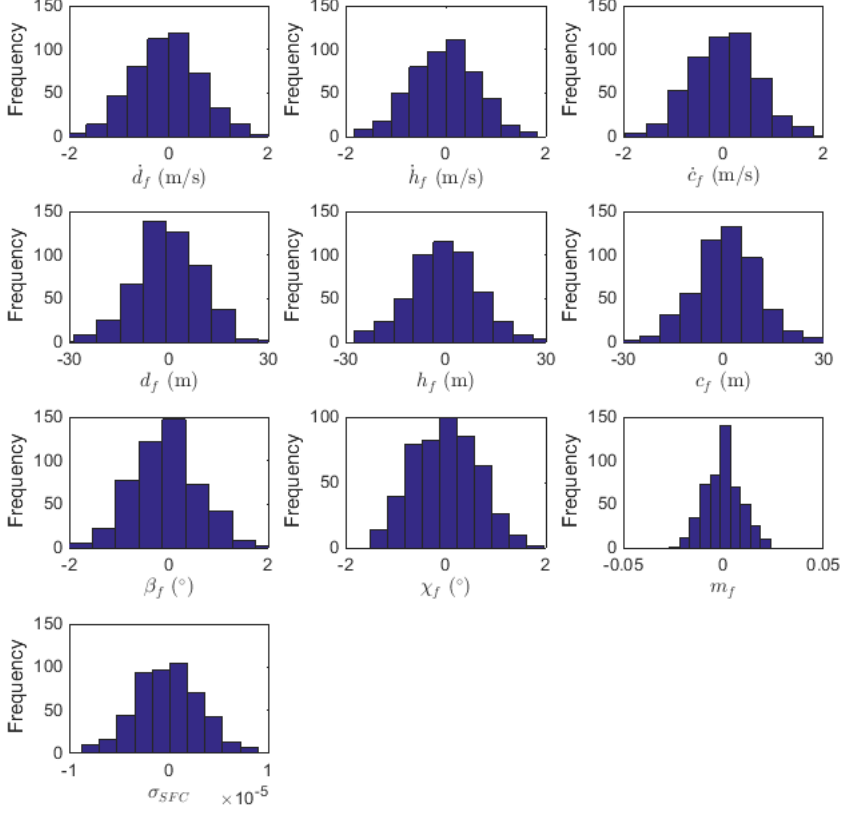 150 150 150
100 100 100
Frequency Frequency Frequency
50 50 50
0 0 0
-2 0 2 -2 0 2 -2 0 2
ḋ_f (m/s) ḣ_f (m/s) ċ_f (m/s)
150 150 150
100 100 100
Frequency Frequency Frequency
50 50 50
0 0 0
-30 0 30 -30 0 30 -30 0 30
d_f (m) h_f (m) c_f (m)
150 100 150
100 50 100
Frequency Frequency Frequency
50 0 50
0 0
-2 0 2 -2 0 2 -0.05 0 0.05
β_f (°) χ_f (°) m_f
150
100
Frequency
50
0
-1 0 1
σ_SFC ×10^-5